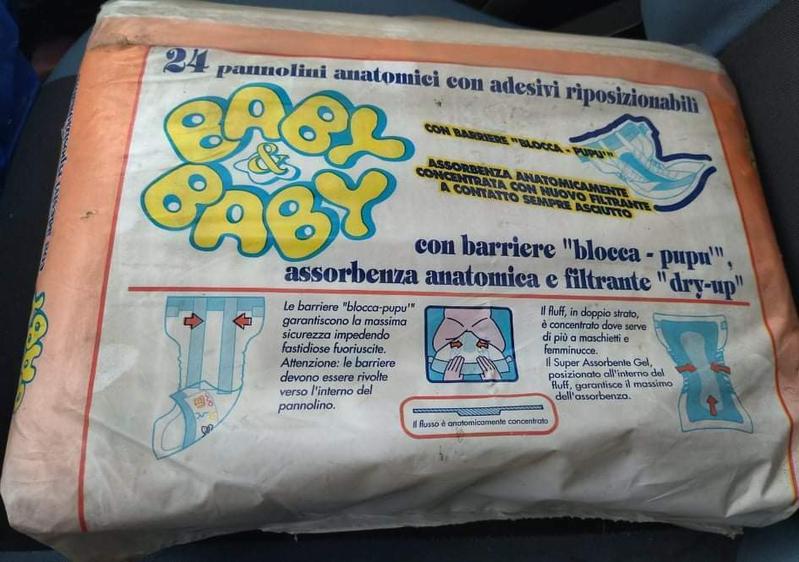 24 pannolini anatomici con adesivi riposizionabili
BABY
&
BABY
CON BARRIERE "BLOCCA - PUPU'"
ASSORBENZA ANATOMICAMENTE
CONCENTRATA CON NUOVO FILTRANTE
A CONTATTO SEMPRE ASCIUTTO
con barriere "blocca - pupu'",
assorbenza anatomica e filtrante "dry-up"
Le barriere "blocca-pupu'"
garantiscono la massima
sicurezza impedendo
fastidiose fuoriuscite.
Attenzione: le barriere
devono essere rivolte
verso l'interno del
pannolino.
Il flusso è anatomicamente concentrato
Il fluff, in doppio strato,
è concentrato dove serve
di più a maschietti e
femminucce.
Il Super Assorbente Gel,
posizionato all'interno del
fluff, garantisce il massimo
dell'assorbenza.
BABY